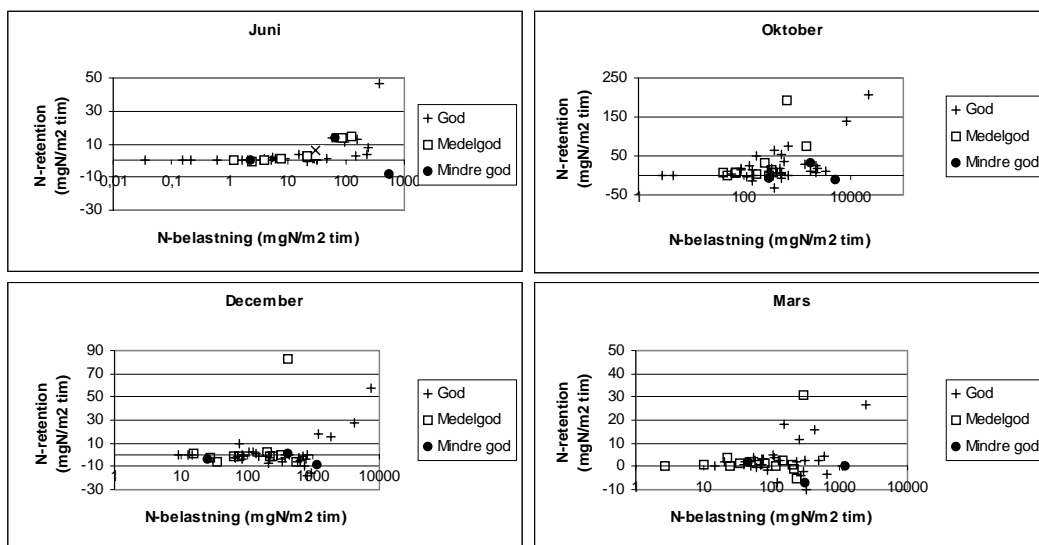 Juni
N-retention
(mgN/m2 tim)
50
30
10
-10
-30
0,01
0,1
1
10
100
1000
N-belastning (mgN/m2 tim)
God
Medelgod
Mindre god
Oktober
N-retention
(mgN/m2 tim)
250
150
50
-50
1
100
10000
N-belastning (mgN/m2 tim)
God
Medelgod
Mindre god
December
N-retention
(mgN/m2 tim)
90
70
50
30
10
-10
-30
1
10
100
1000
10000
N-belastning (mgN/m2 tim)
God
Medelgod
Mindre god
Mars
N-retention
(mgN/m2 tim)
50
40
30
20
10
0
-10
1
10
100
1000
10000
N-belastning (mgN/m2 tim)
God
Medelgod
Mindre god